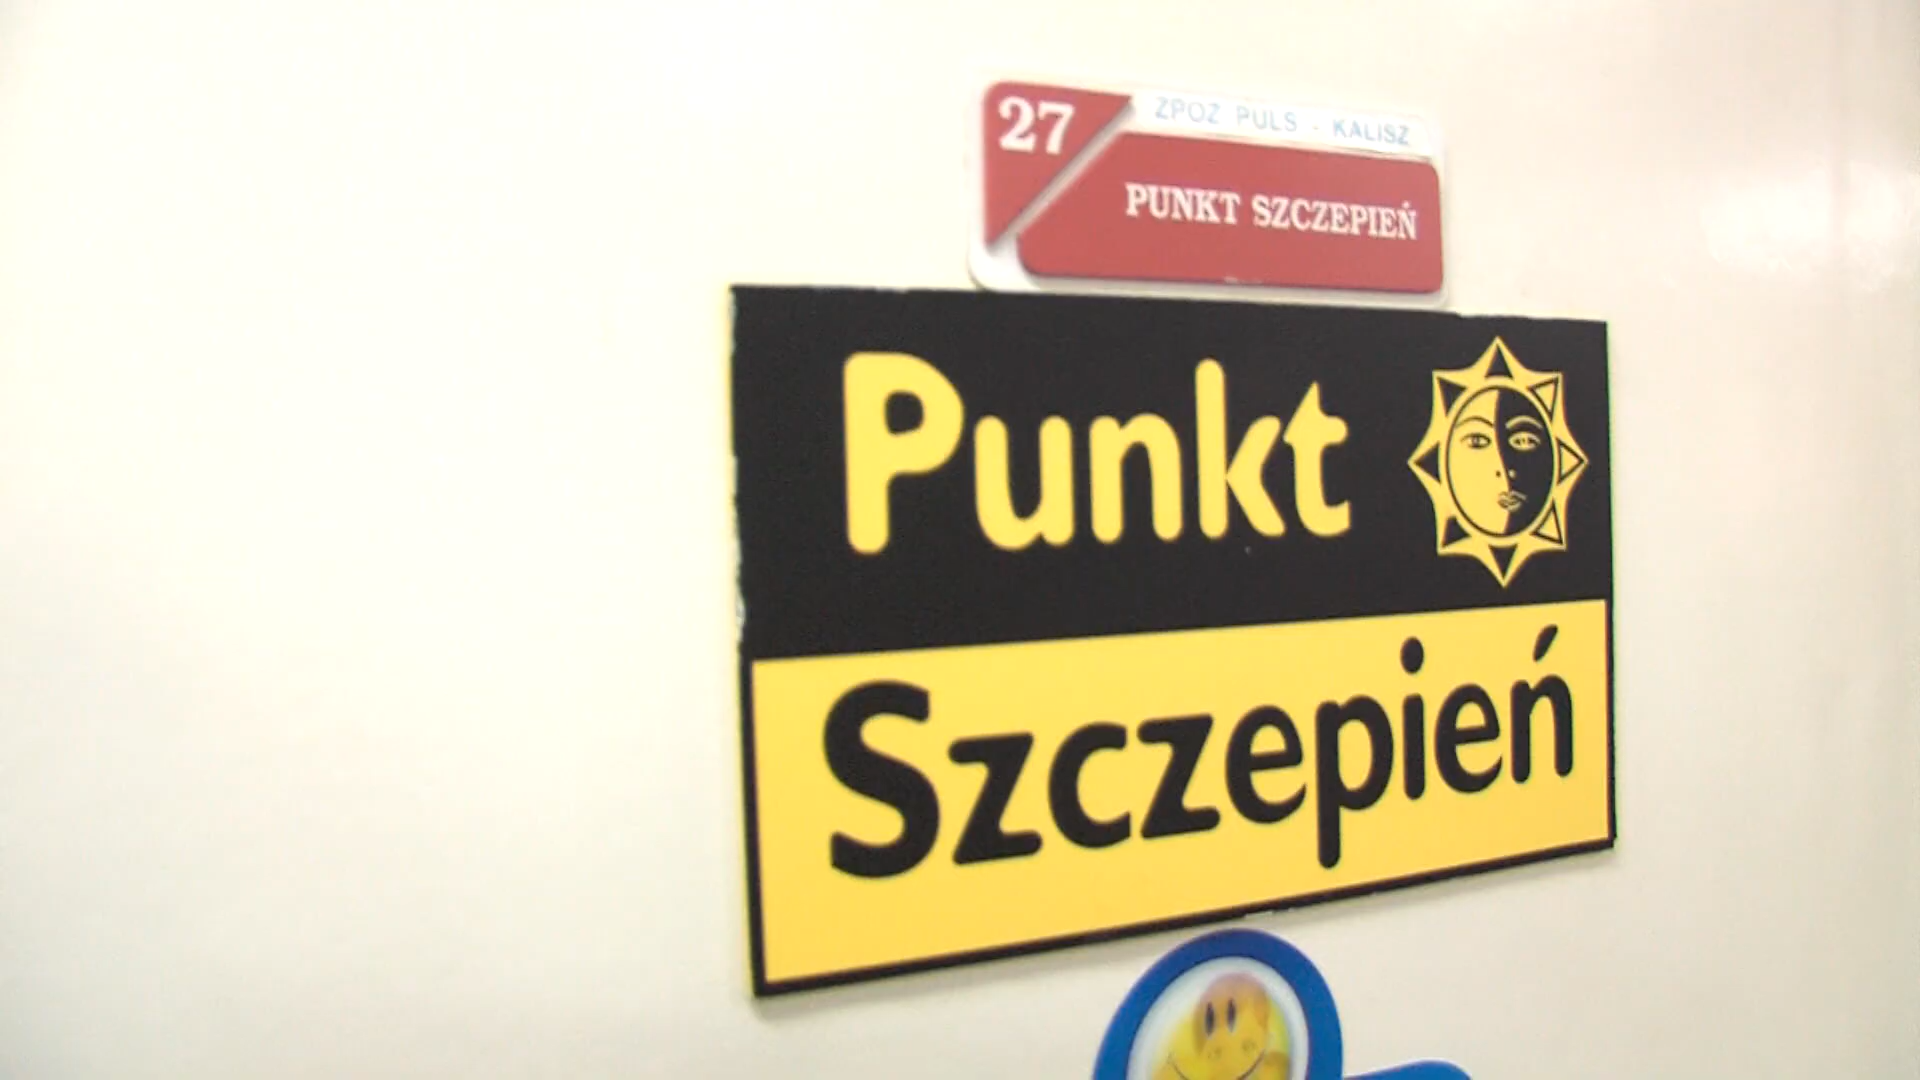 27
ZPOZ PULS - KALISZ
PUNKT SZCZEPIEŃ
Punkt
Szczepień